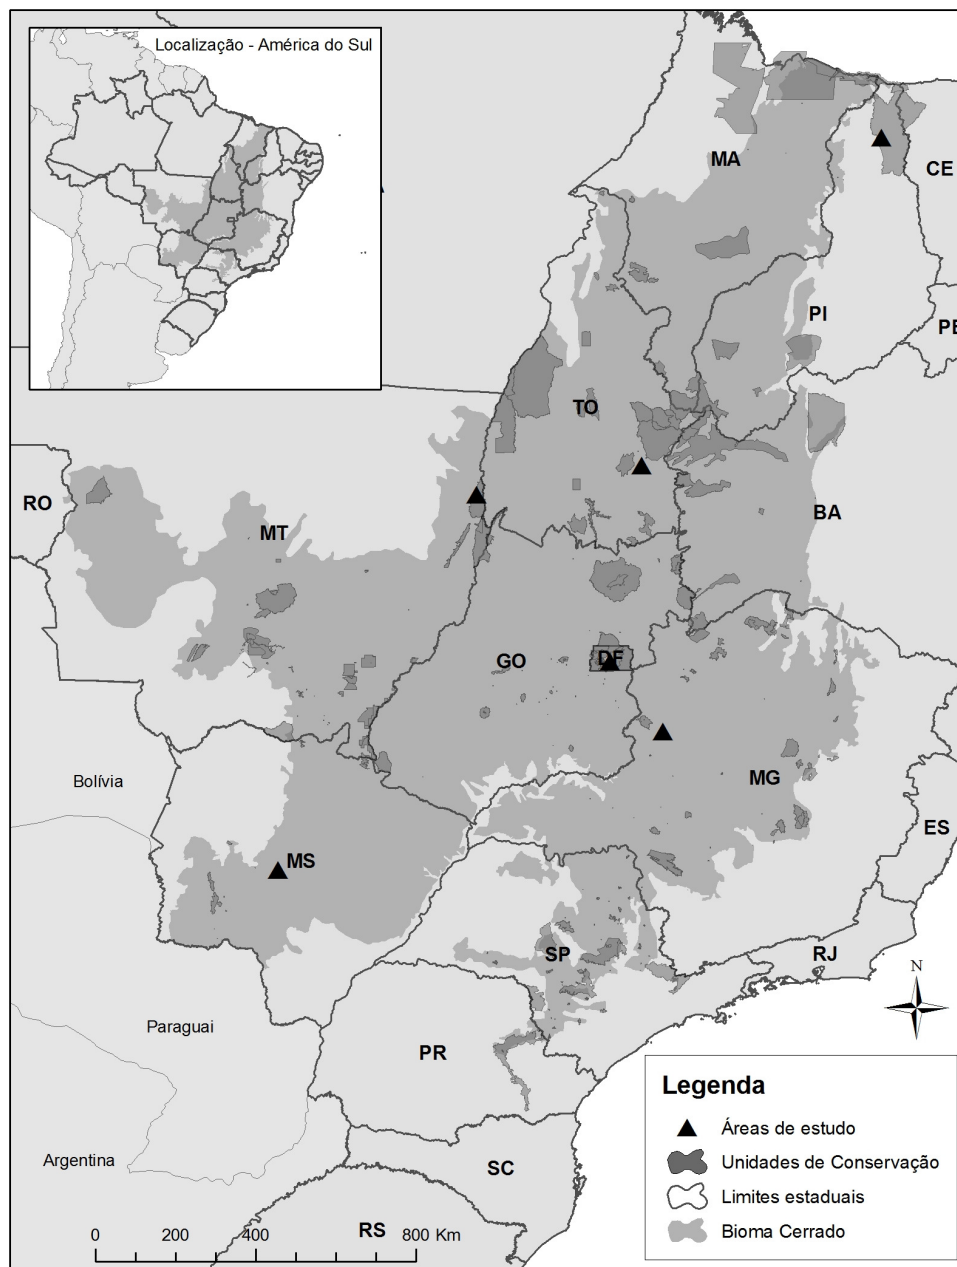 Localização - América do Sul
MA
CE
PI
PE
TO
RO
MT
BA
GO
DF
Bolívia
MG
ES
MS
SP
RJ
N
Paraguai
PR
Legenda
Áreas de estudo
Argentina
SC
Unidades de Conservação
Limites estaduais
RS
Bioma Cerrado
0 200 400 800 Km